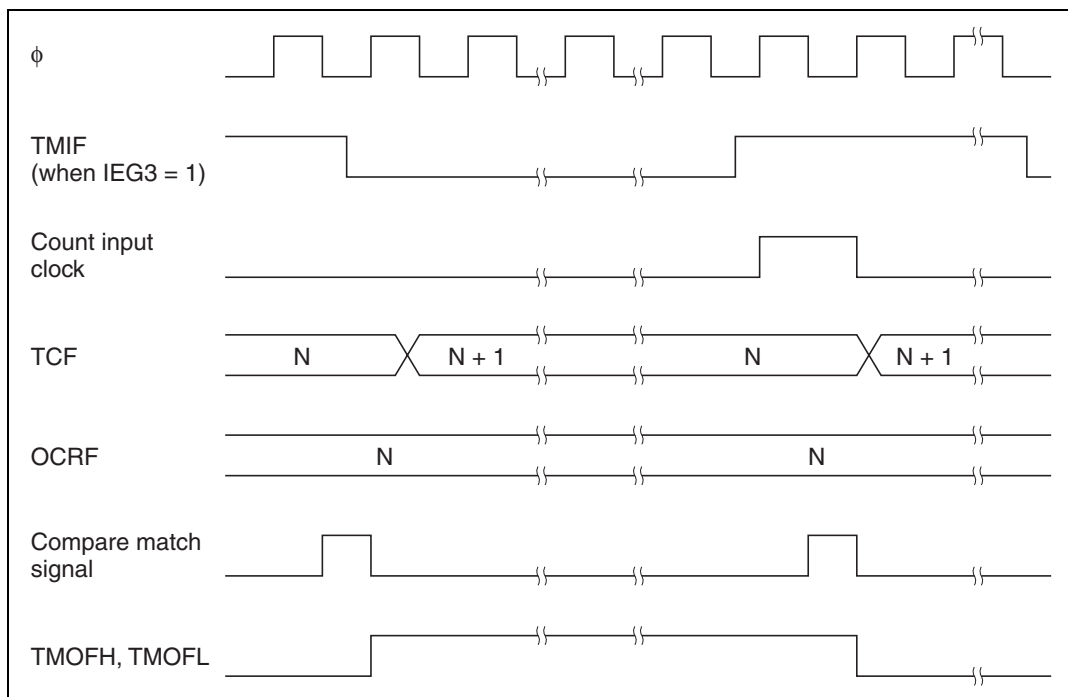 φ
TMIF
(when IEG3 = 1)
Count input
clock
TCF
N
N + 1
N
N + 1
OCRF
N
N
Compare match
signal
TMOFH, TMOFL